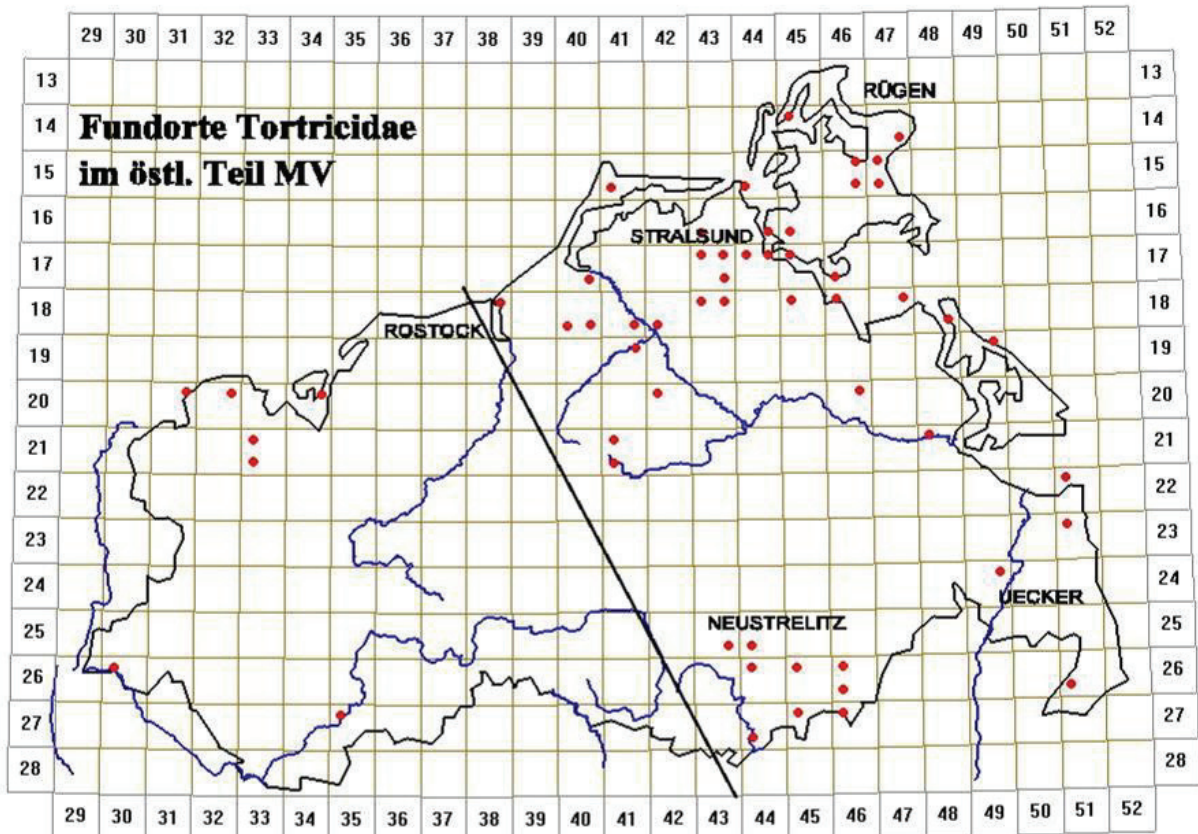 29 30 31 32 33 34 35 36 37 38 39 40 41 42 43 44 45 46 47 48 49 50 51 52
13 13
RÜGEN
14 14
Fundorte Tortricidae
im östl. Teil MV
15 15
16 16
STRALSUND
17 17
18 18
ROSTOCK
19 19
20 20
21 21
22 22
23 23
24 24
UECKER
NEUSTRELITZ
25 25
26 26
27 27
28 28
29 30 31 32 33 34 35 36 37 38 39 40 41 42 43 44 45 46 47 48 49 50 51 52